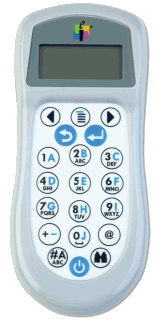 1A 2B ABC 3C DEF
4D GHI 5E JKL 6F MNO
7G PQRS 8H TUV 9I WXYZ
+- 0J @
#A ABC